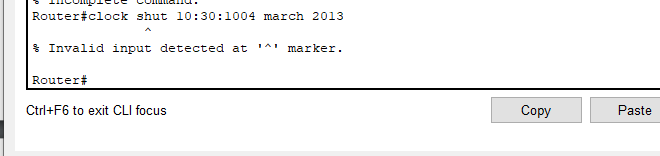 % Incomplete command.
Router#clock shut 10:30:1004 march 2013
^
% Invalid input detected at '^' marker.
Router#
Ctrl+F6 to exit CLI focus
Copy
Paste